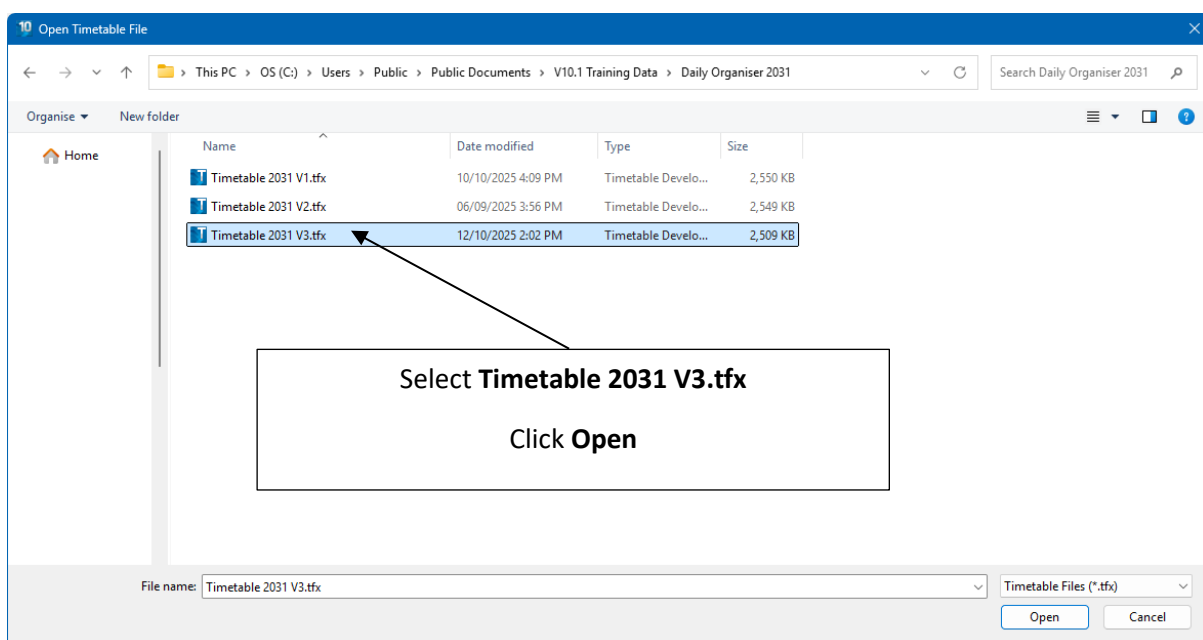 10 Open Timetable File
This PC > OS (C:) > Users > Public > Public Documents > V10.1 Training Data > Daily Organiser 2031
Search Daily Organiser 2031
Organise New folder
Home
Name Date modified Type Size
Timetable 2031 V1.tfx 10/10/2025 4:09 PM Timetable Develo... 2,550 KB
Timetable 2031 V2.tfx 06/09/2025 3:56 PM Timetable Develo... 2,549 KB
Timetable 2031 V3.tfx 12/10/2025 2:02 PM Timetable Develo... 2,509 KB
Select Timetable 2031 V3.tfx
Click Open
File name: Timetable 2031 V3.tfx Timetable Files (*.tfx)
Open Cancel